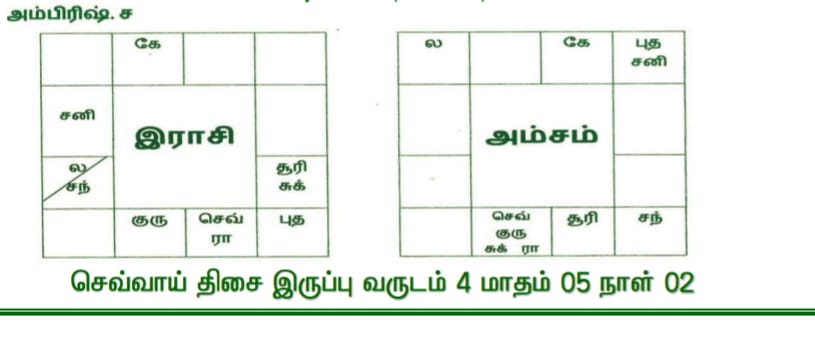 அம்பிரிஷ். ச
கே
சனி
இராசி
ல
சந்
சூரி
சுக்
குரு
செவ்
ரா
புத
ல
கே
புத
சனி
அம்சம்
செவ்
குரு
சுக் ரா
சூரி
சந்
செவ்வாய் திசை இருப்பு வருடம் 4 மாதம் 05 நாள் 02